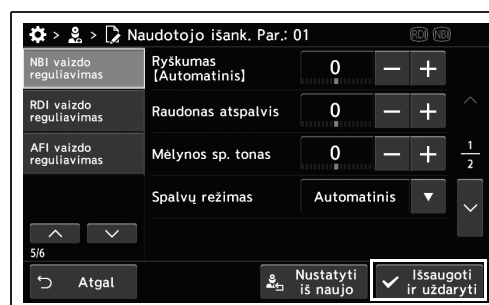 > > Naudotojo išank. Par.: 01 RDI NBI
NBI vaizdo
reguliavimas
RDI vaizdo
reguliavimas
AFI vaizdo
reguliavimas
5/6
Ryškumas
[Automatinis]
0 − +
Raudonas atspalvis
0 − +
Mėlynos sp. tonas
0 − +
Spalvų režimas
Automatinis
1
2
Atgal
Nustatyti
iš naujo
Išsaugoti
ir uždaryti